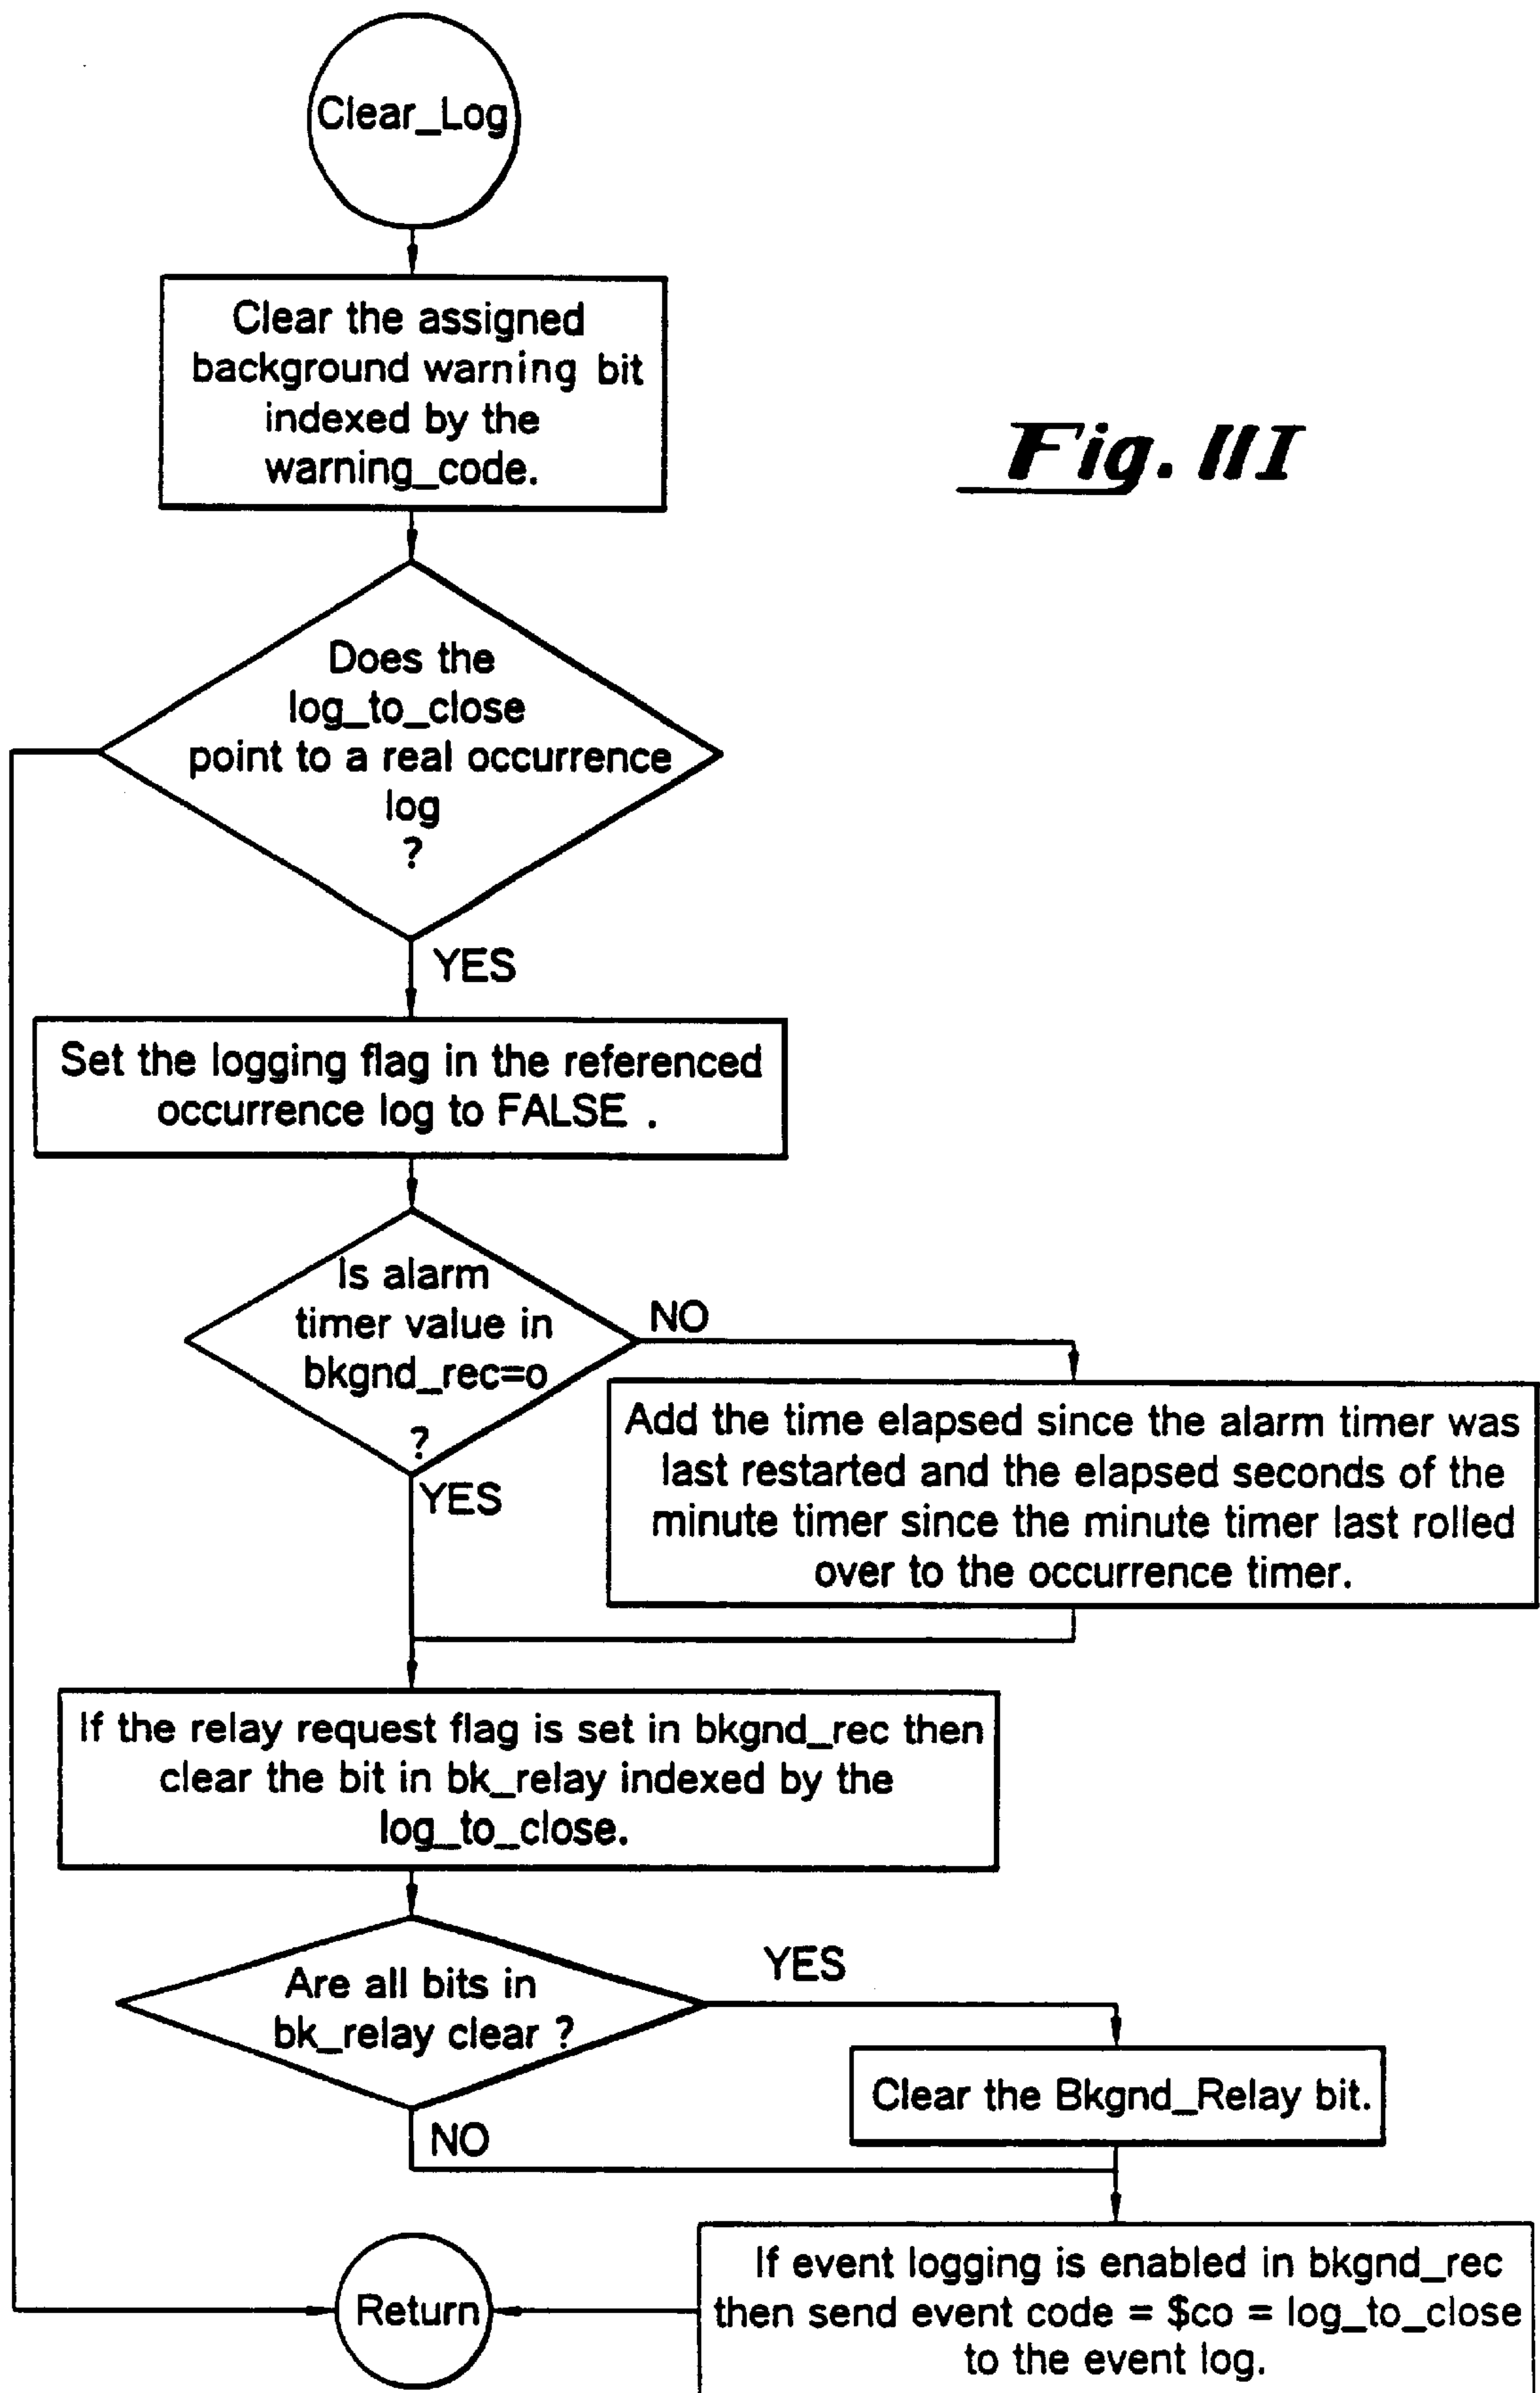 Clear_Log
Clear the assigned
background warning bit
indexed by the
warning_code.
Fig. 11I
Does the
log_to_close
point to a real occurrence
log
?
YES
Set the logging flag in the referenced
occurrence log to FALSE .
Is alarm
timer value in
bkgnd_rec=o
?
NO
YES
Add the time elapsed since the alarm timer was
last restarted and the elapsed seconds of the
minute timer since the minute timer last rolled
over to the occurrence timer.
If the relay request flag is set in bkgnd_rec then
clear the bit in bk_relay indexed by the
log_to_close.
Are all bits in
bk_relay clear ?
YES
NO
Clear the Bkgnd_Relay bit.
If event logging is enabled in bkgnd_rec
then send event code = $co = log_to_close
to the event log.
Return